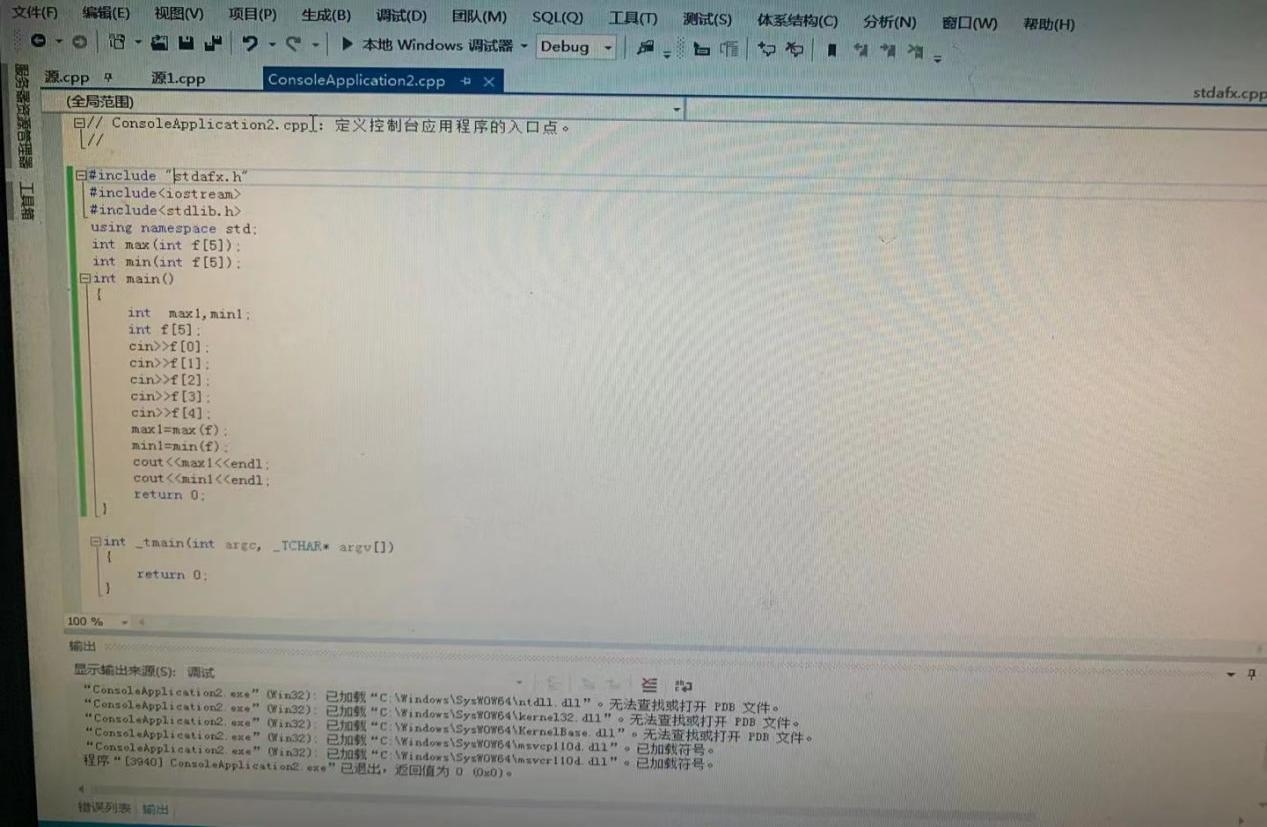 文件(F) 编辑(E) 视图(V) 项目(P) 生成(B) 调试(D) 团队(M) SQL(Q) 工具(T) 测试(S) 体系结构(C) 分析(N) 窗口(W) 帮助(H)
本地 Windows 调试器 Debug
源.cpp 源1.cpp ConsoleApplication2.cpp
stdafx.cpp
服务器资源管理器
工具箱
(全局范围)
// ConsoleApplication2.cpp : 定义控制台应用程序的入口点。
//
#include "stdafx.h"
#include<iostream>
#include<stdlib.h>
using namespace std;
int max(int f[5]);
int min(int f[5]);
int main()
{
int max1,min1;
int f[5];
cin>>f[0];
cin>>f[1];
cin>>f[2];
cin>>f[3];
cin>>f[4];
max1=max(f);
min1=min(f);
cout<<max1<<endl;
cout<<min1<<endl;
return 0;
}
int _tmain(int argc, _TCHAR* argv[])
{
return 0;
}
100 %
输出
显示输出来源(S): 调试
"ConsoleApplication2.exe" (Win32): 已加载 "C:\Windows\SysWOW64\ntdll.dll"。无法查找或打开 PDB 文件。
"ConsoleApplication2.exe" (Win32): 已加载 "C:\Windows\SysWOW64\kernel32.dll"。无法查找或打开 PDB 文件。
"ConsoleApplication2.exe" (Win32): 已加载 "C:\Windows\SysWOW64\KernelBase.dll"。无法查找或打开 PDB 文件。
"ConsoleApplication2.exe" (Win32): 已加载 "C:\Windows\SysWOW64\msvcp110d.dll"。已加载符号。
"ConsoleApplication2.exe" (Win32): 已加载 "C:\Windows\SysWOW64\msvcr110d.dll"。已加载符号。
程序 "[3940] ConsoleApplication2.exe" 已退出，返回值为 0 (0x0)。
错误列表 输出